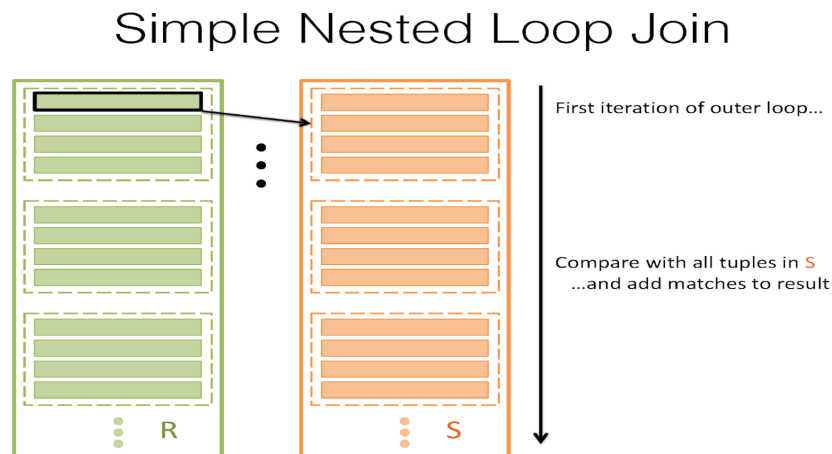 Simple Nested Loop Join
First iteration of outer loop...
Compare with all tuples in S
...and add matches to result
R
S